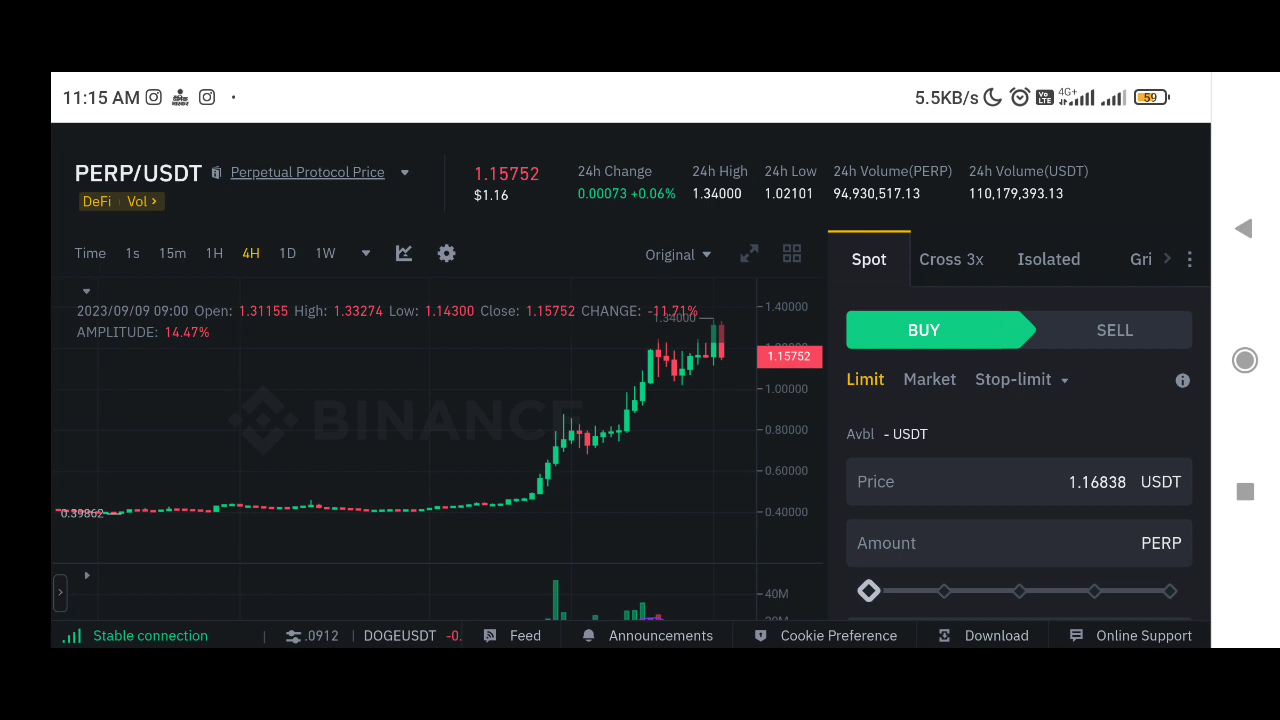 11:15 AM
5.5KB/s
Vo LTE
4G+
59
PERP/USDT
Perpetual Protocol Price
DeFi
Vol
1.15752
$1.16
24h Change
0.00073 +0.06%
24h High
1.34000
24h Low
1.02101
24h Volume(PERP)
94,930,517.13
24h Volume(USDT)
110,179,393.13
Time 1s 15m 1H 4H 1D 1W
Original
2023/09/09 09:00 Open: 1.31155 High: 1.33274 Low: 1.14300 Close: 1.15752 CHANGE: -11.71%
AMPLITUDE: 14.47%
1.34000
1.40000
1.15752
1.00000
0.80000
0.60000
0.40000
0.39862
BINANCE
40M
Spot Cross 3x Isolated Gri
BUY SELL
Limit Market Stop-limit
Avbl - USDT
Price 1.16838 USDT
Amount PERP
Stable connection
.0912
DOGEUSDT -0.
Feed
Announcements
Cookie Preference
Download
Online Support